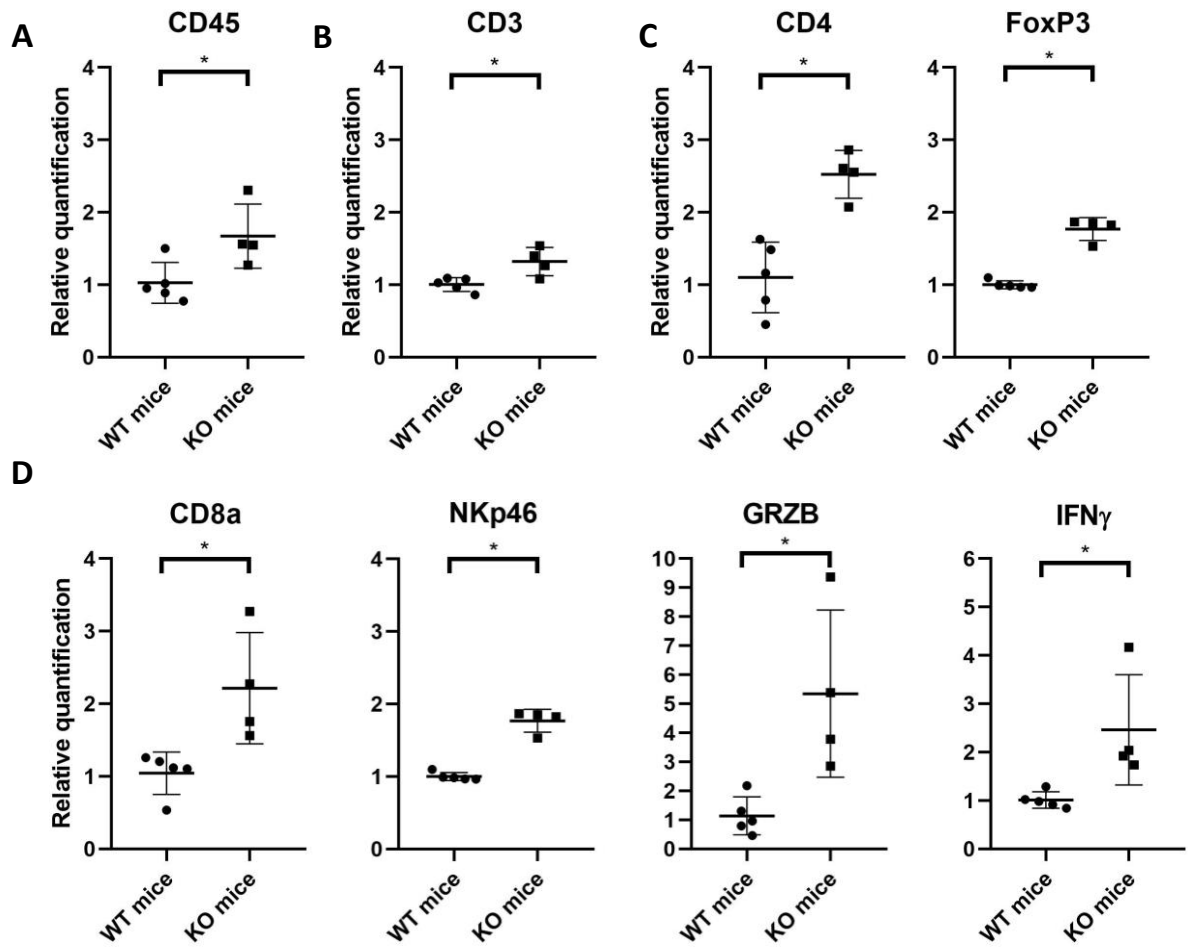 A
CD45
*
Relative quantification
4
3
2
1
0
WT mice
KO mice
B
CD3
*
Relative quantification
4
3
2
1
0
WT mice
KO mice
C
CD4
*
Relative quantification
4
3
2
1
0
WT mice
KO mice
FoxP3
*
4
3
2
1
0
WT mice
KO mice
D
CD8a
*
Relative quantification
4
3
2
1
0
WT mice
KO mice
NKp46
*
4
3
2
1
0
WT mice
KO mice
GRZB
*
10
9
8
7
6
5
4
3
2
1
0
WT mice
KO mice
IFNγ
*
6
5
4
3
2
1
0
WT mice
KO mice